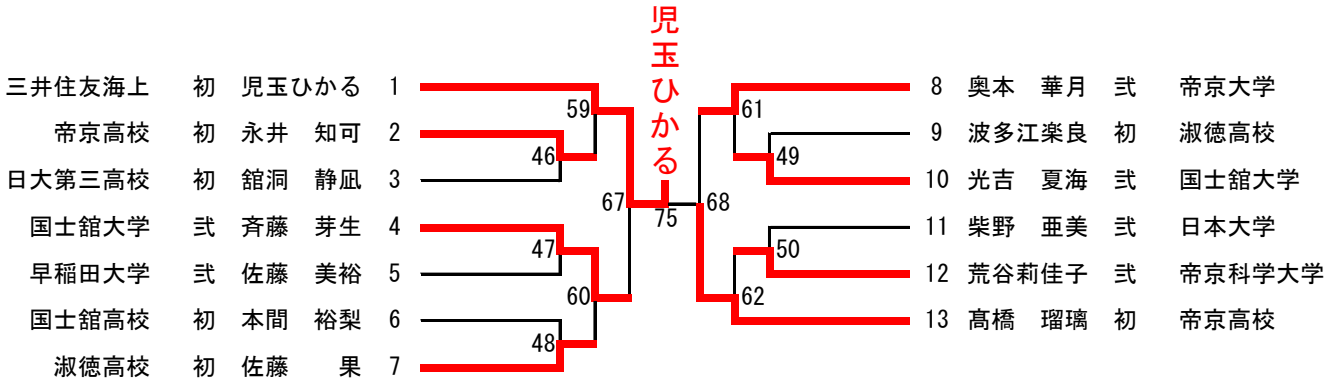 児玉ひかる
三井住友海上 初 児玉ひかる 1
帝京高校 初 永井 知可 2
日大第三高校 初 舘洞 静凪 3
国士舘大学 弐 斉藤 芽生 4
早稲田大学 弐 佐藤 美裕 5
国士舘高校 初 本間 裕梨 6
淑徳高校 初 佐藤 果 7
59
46
47
60
48
67
75
68
61
49
50
62
8 奥本 華月 弐 帝京大学
9 波多江楽良 初 淑徳高校
10 光吉 夏海 弐 国士舘大学
11 柴野 亜美 弐 日本大学
12 荒谷莉佳子 弐 帝京科学大学
13 髙橋 瑠璃 初 帝京高校